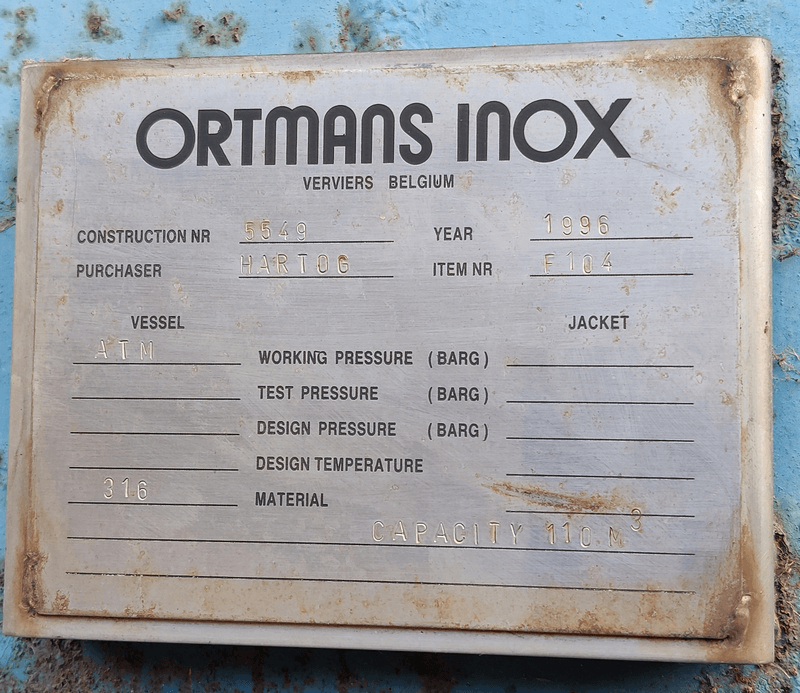 ORTMANS INOX
VERVIERS BELGIUM
CONSTRUCTION NR 5549 YEAR 1996
PURCHASER HARTOG ITEM NR F104
VESSEL JACKET
ATM WORKING PRESSURE (BARG)
TEST PRESSURE (BARG)
DESIGN PRESSURE (BARG)
DESIGN TEMPERATURE
316 MATERIAL
CAPACITY 110 M³